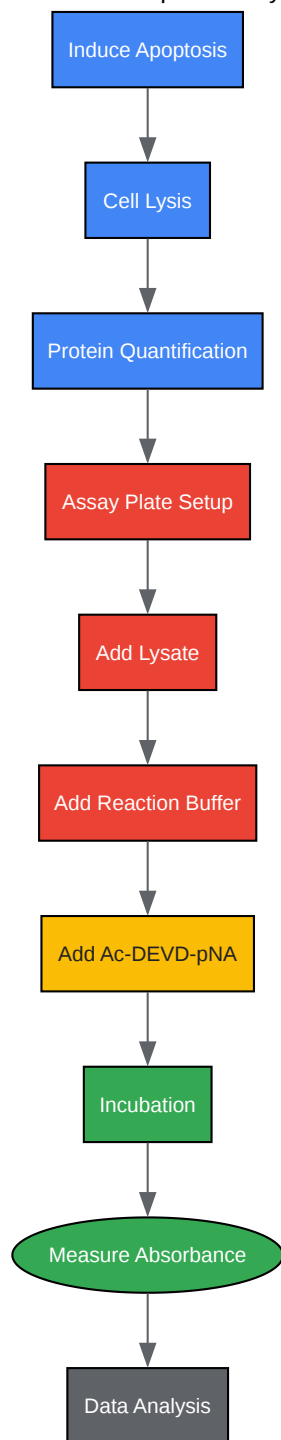 Induce Apoptosis
Cell Lysis
Protein Quantification
Assay Plate Setup
Add Lysate
Add Reaction Buffer
Add Ac-DEVD-pNA
Incubation
Measure Absorbance
Data Analysis